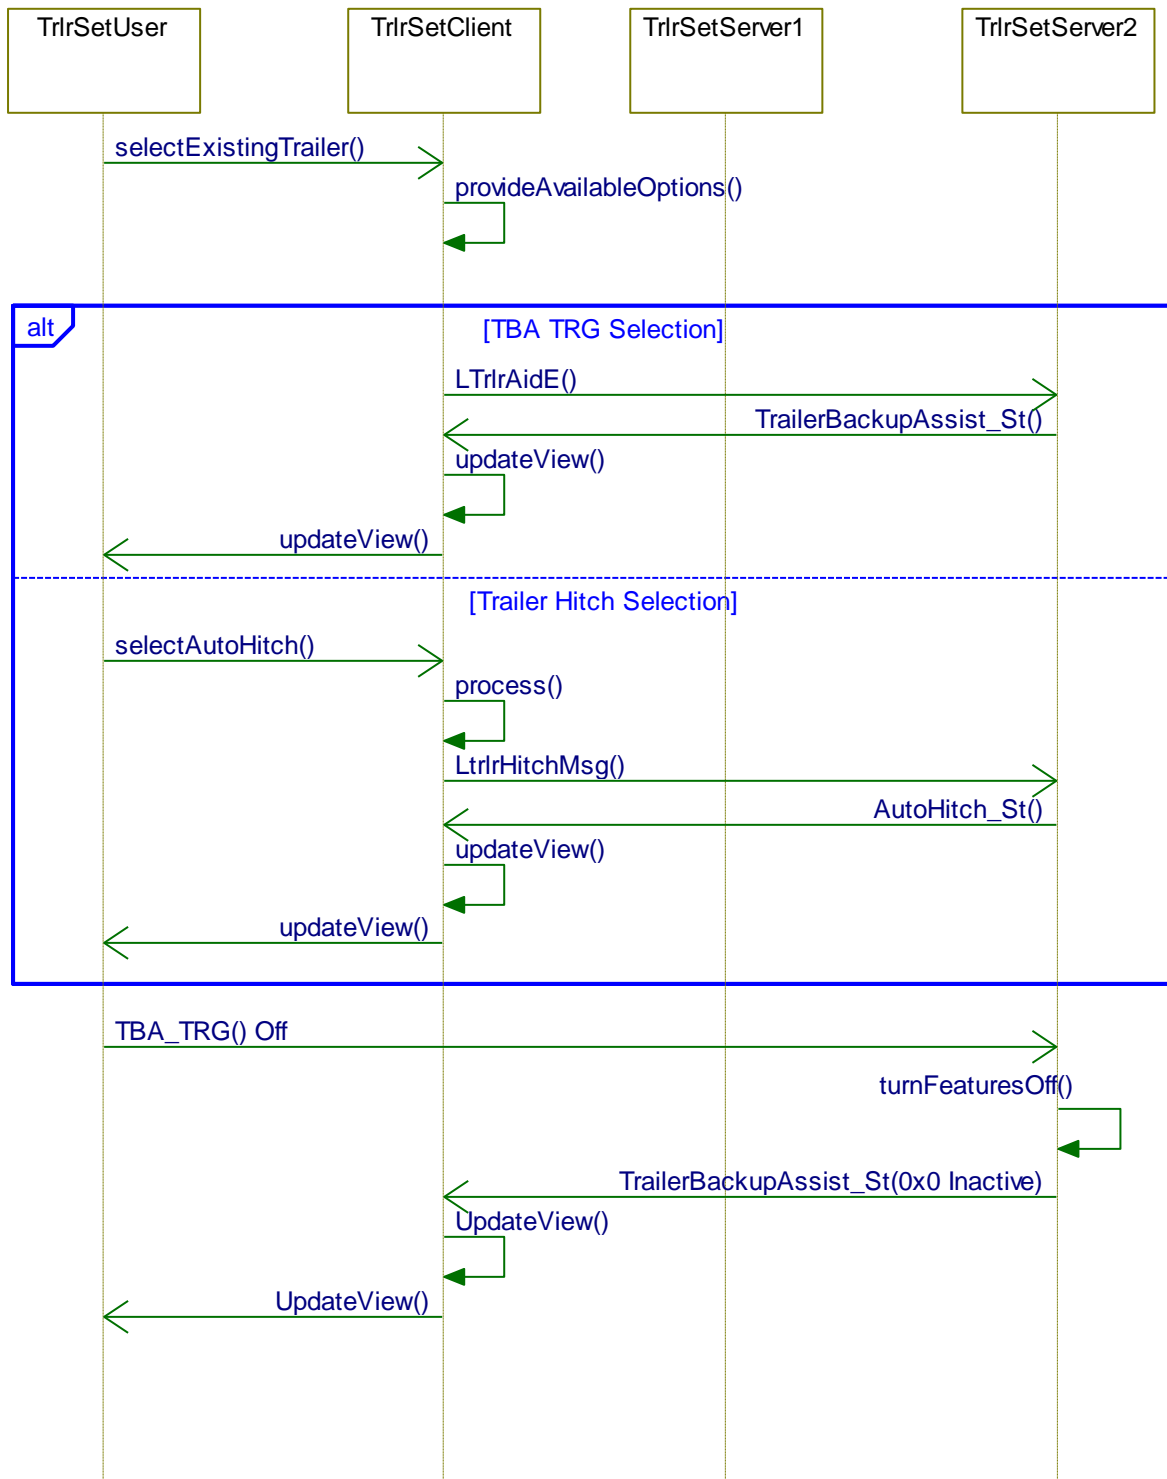 TrlrSetUser
TrlrSetClient
TrlrSetServer1
TrlrSetServer2
selectExistingTrailer()
provideAvailableOptions()
alt
[TBA TRG Selection]
LTrlrAidE()
TrailerBackupAssist_St()
updateView()
updateView()
[Trailer Hitch Selection]
selectAutoHitch()
process()
LtrlrHitchMsg()
AutoHitch_St()
updateView()
updateView()
TBA_TRG() Off
turnFeaturesOff()
TrailerBackupAssist_St(0x0 Inactive)
UpdateView()
UpdateView()